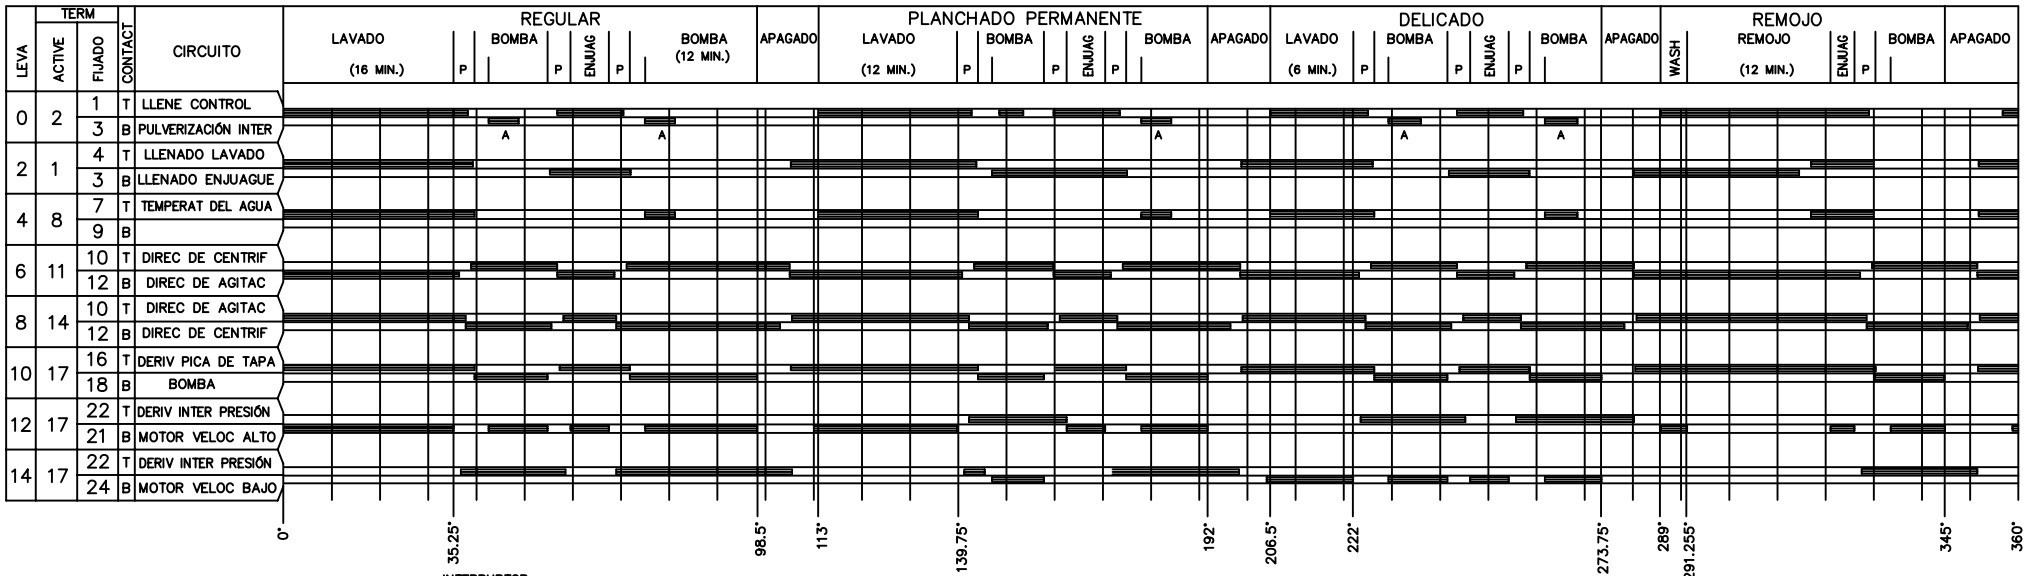 TERM
REGULAR
PLANCHADO PERMANENTE
DELICADO
REMOJO
LEVA
ACTIVE
FIJADO
CONTACT
CIRCUITO
LAVADO
(16 MIN.)
P
BOMBA
P
ENJUAG
P
BOMBA
(12 MIN.)
APAGADO
LAVADO
(12 MIN.)
P
BOMBA
P
ENJUAG
P
BOMBA
APAGADO
LAVADO
(6 MIN.)
P
BOMBA
P
ENJUAG
P
BOMBA
APAGADO
WASH
REMOJO
(12 MIN.)
ENJUAG
P
BOMBA
APAGADO
0 2 1 T LLENE CONTROL
3 B PULVERIZACIÓN INTER
A A A A A
2 1 4 T LLENADO LAVADO
3 B LLENADO ENJUAGUE
4 8 7 T TEMPERAT DEL AGUA
9 B
6 11 10 T DIREC DE CENTRIF
12 B DIREC DE AGITAC
8 14 10 T DIREC DE AGITAC
12 B DIREC DE CENTRIF
10 17 16 T DERIV PICA DE TAPA
18 B BOMBA
12 17 22 T DERIV INTER PRESIÓN
21 B MOTOR VELOC ALTO
14 17 22 T DERIV INTER PRESIÓN
24 B MOTOR VELOC BAJO
0° 35.25° 98.5° 113° 139.75° 192° 206.5° 222° 273.75° 289° 291.255° 345° 360°
INTERRUPTOR